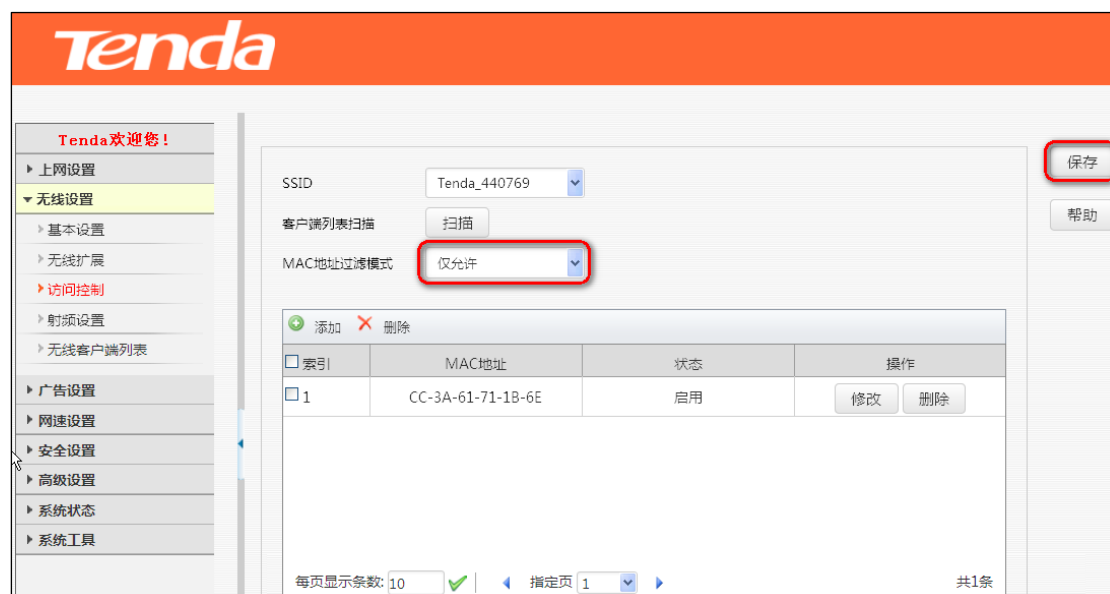 Tenda
Tenda欢迎您!
上网设置
无线设置
基本设置
无线扩展
访问控制
射频设置
无线客户端列表
广告设置
网速设置
安全设置
高级设置
系统状态
系统工具
SSID Tenda_440769
客户端列表扫描 扫描
MAC地址过滤模式 仅允许
添加 删除
索引 MAC地址 状态 操作
1 CC-3A-61-71-1B-6E 启用 修改 删除
每页显示条数: 10 指定页 1 共1条
保存
帮助